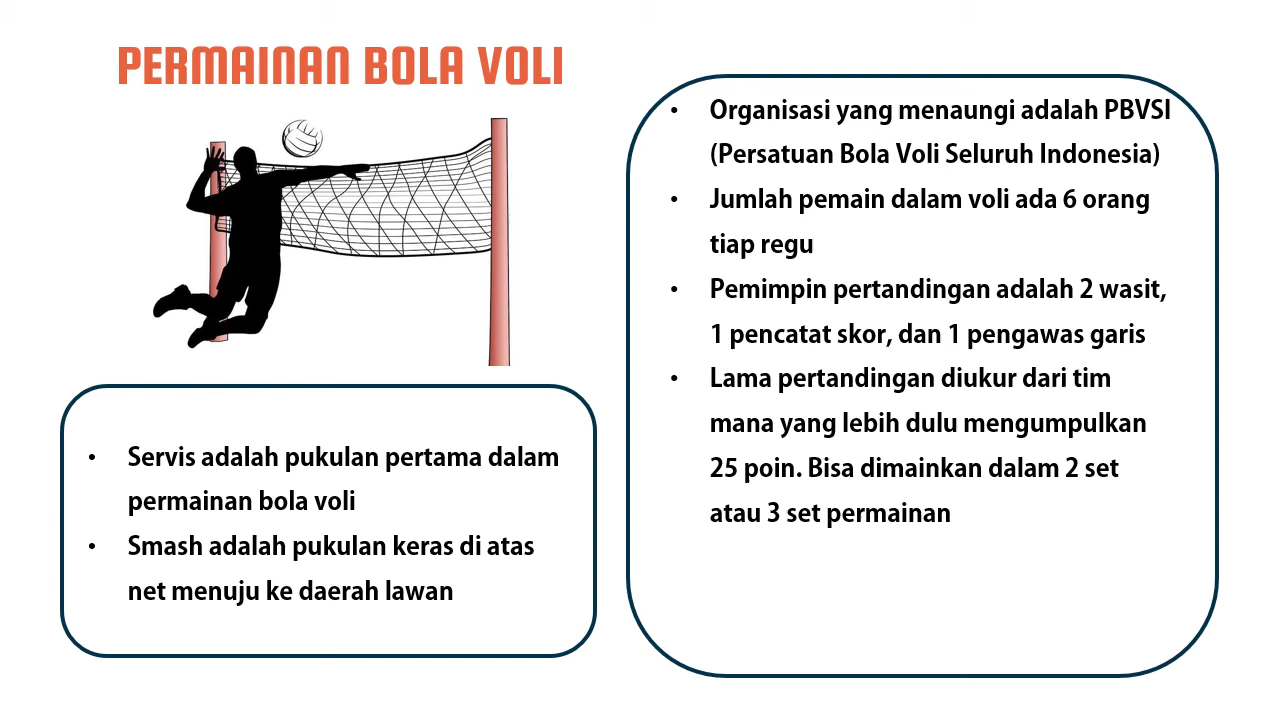 PERMAINAN BOLA VOLI
• Servis adalah pukulan pertama dalam
permainan bola voli
• Smash adalah pukulan keras di atas
net menuju ke daerah lawan
• Organisasi yang menaungi adalah PBVSI
(Persatuan Bola Voli Seluruh Indonesia)
• Jumlah pemain dalam voli ada 6 orang
tiap regu
• Pemimpin pertandingan adalah 2 wasit,
1 pencatat skor, dan 1 pengawas garis
• Lama pertandingan diukur dari tim
mana yang lebih dulu mengumpulkan
25 poin. Bisa dimainkan dalam 2 set
atau 3 set permainan